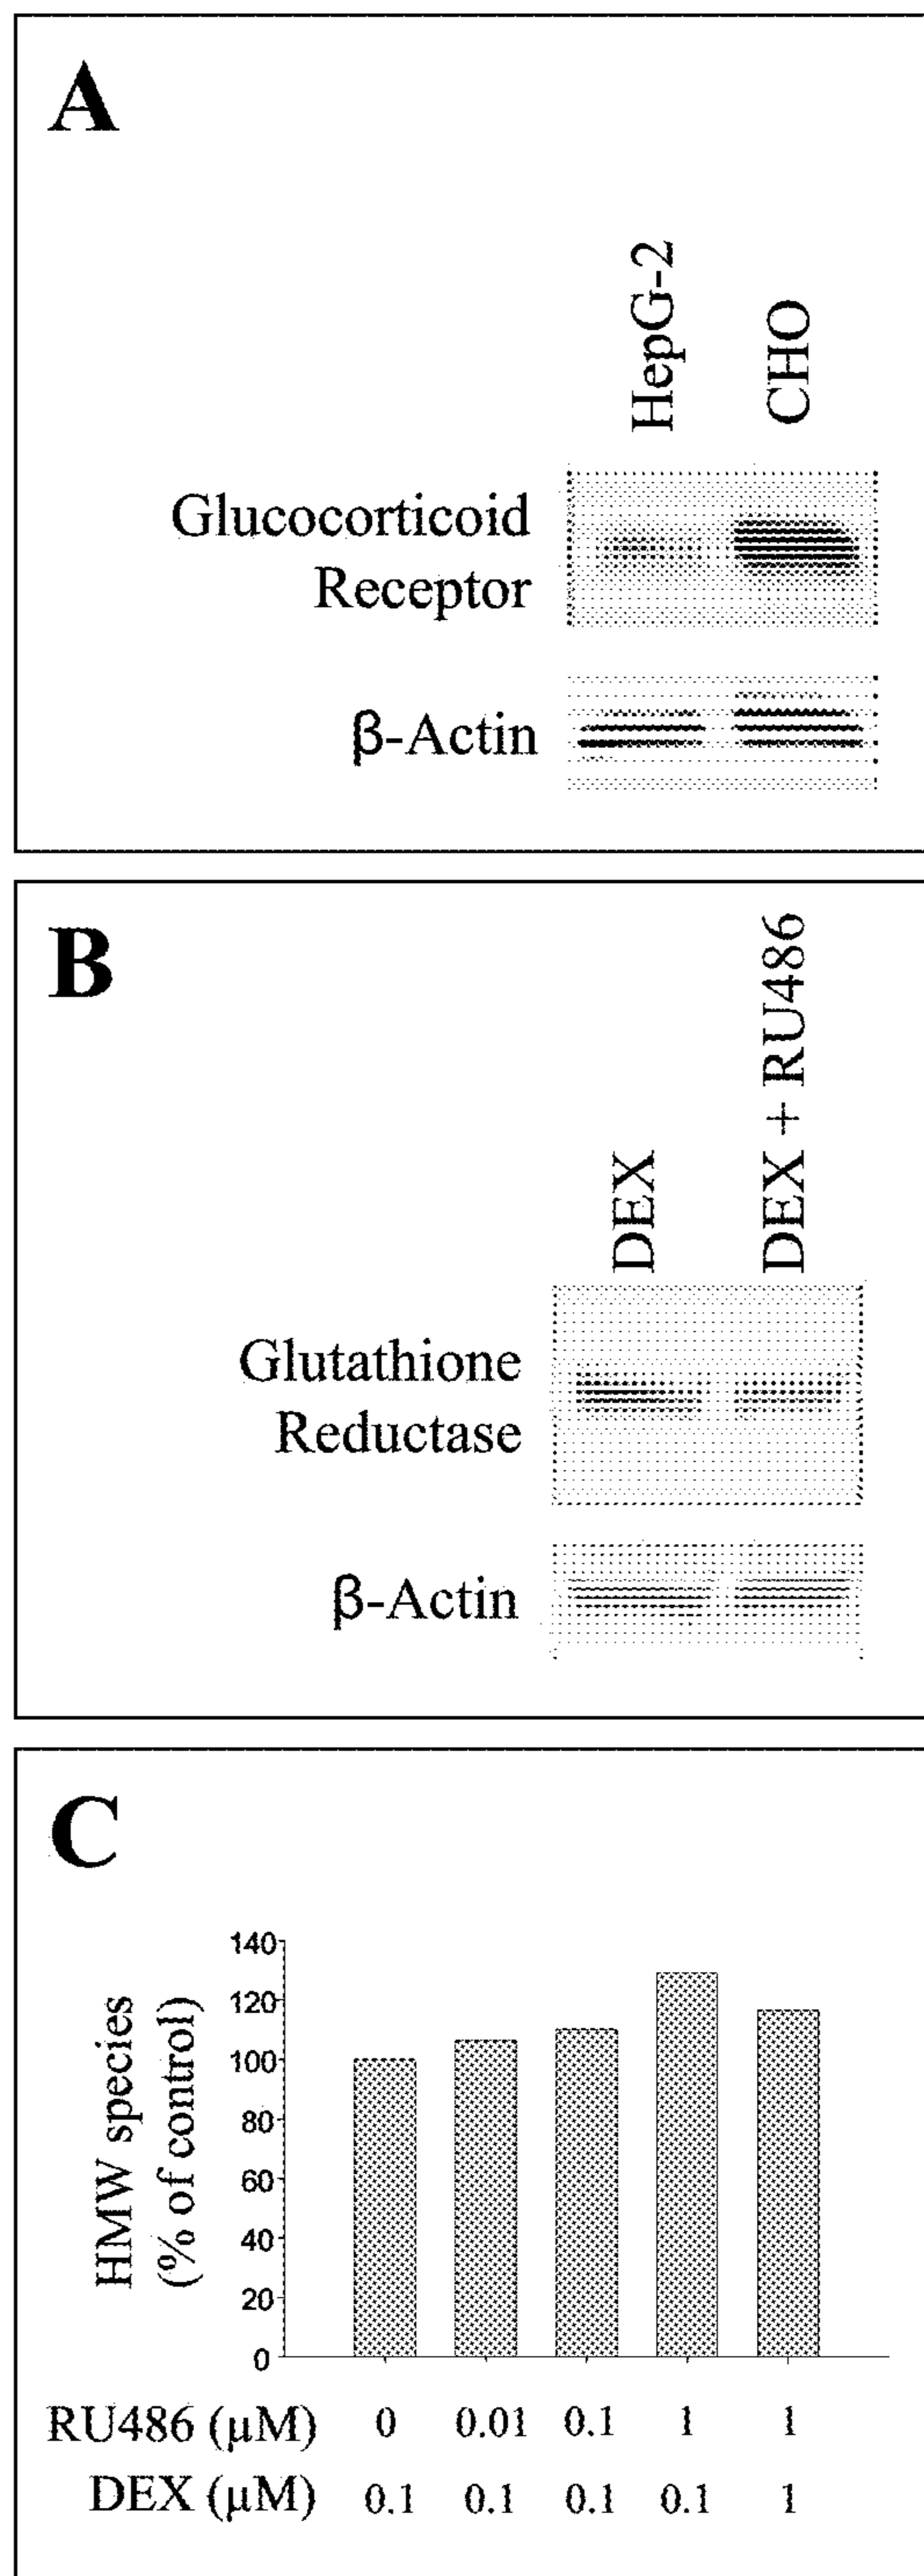 A
HepG-2
CHO
Glucocorticoid
Receptor
β-Actin
B
DEX
DEX + RU486
Glutathione
Reductase
β-Actin
C
HMW species
(% of control)
140
120
100
80
60
40
20
0
RU486 (μM) 0 0.01 0.1 1 1
DEX (μM) 0.1 0.1 0.1 0.1 1